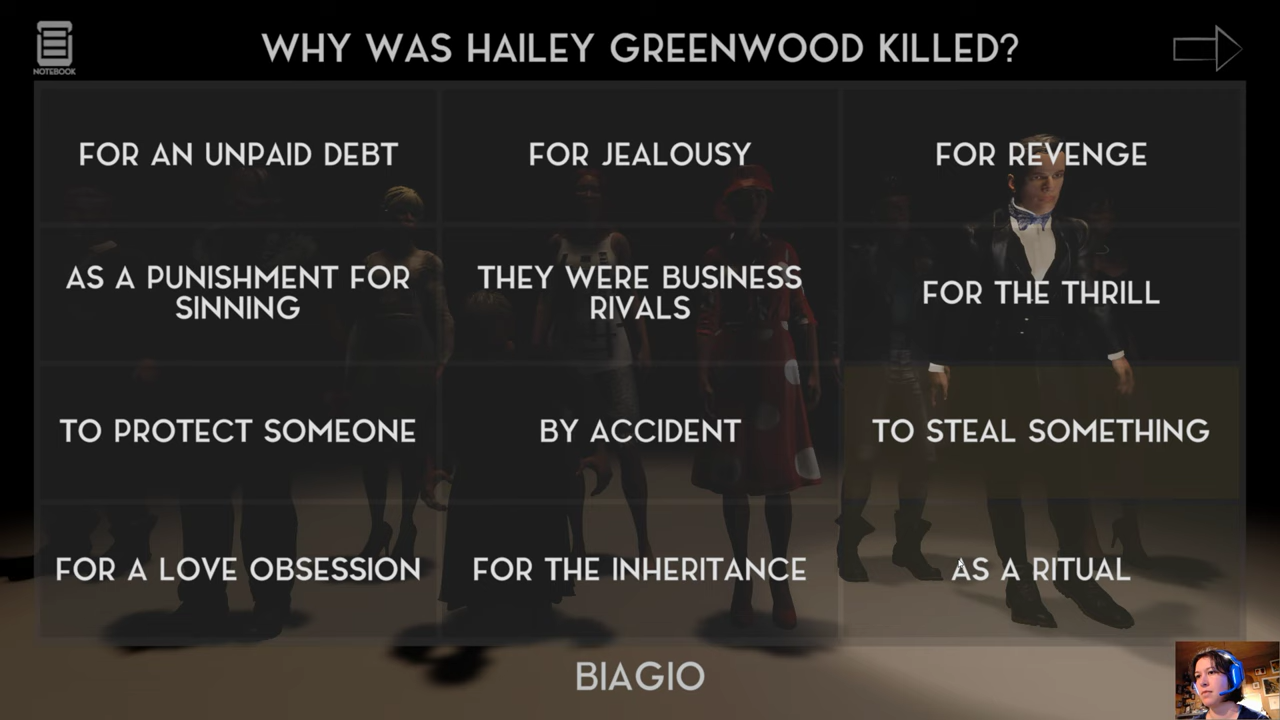 NOTEBOOK
WHY WAS HAILEY GREENWOOD KILLED?
FOR AN UNPAID DEBT
FOR JEALOUSY
FOR REVENGE
AS A PUNISHMENT FOR
SINNING
THEY WERE BUSINESS
RIVALS
FOR THE THRILL
TO PROTECT SOMEONE
BY ACCIDENT
TO STEAL SOMETHING
FOR A LOVE OBSESSION
FOR THE INHERITANCE
AS A RITUAL
BIAGIO